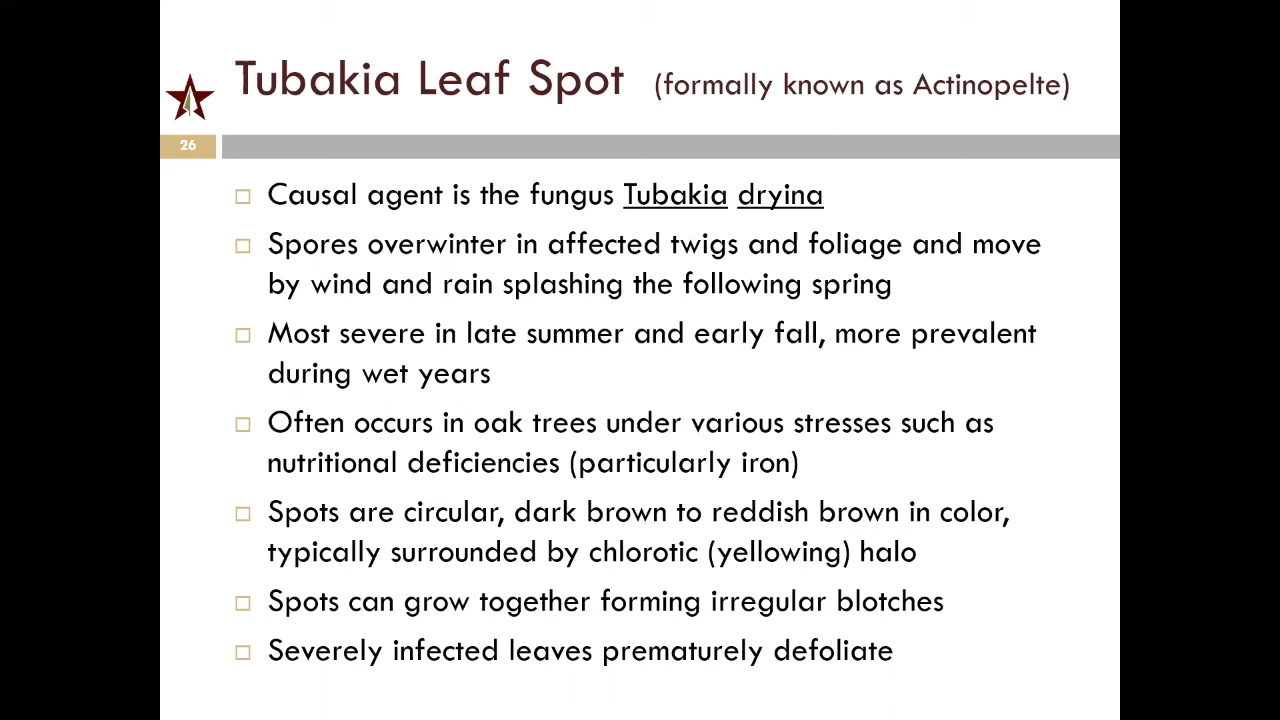 Tubakia Leaf Spot (formally known as Actinopelte)
26
Causal agent is the fungus Tubakia dryina
Spores overwinter in affected twigs and foliage and move
by wind and rain splashing the following spring
Most severe in late summer and early fall, more prevalent
during wet years
Often occurs in oak trees under various stresses such as
nutritional deficiencies (particularly iron)
Spots are circular, dark brown to reddish brown in color,
typically surrounded by chlorotic (yellowing) halo
Spots can grow together forming irregular blotches
Severely infected leaves prematurely defoliate